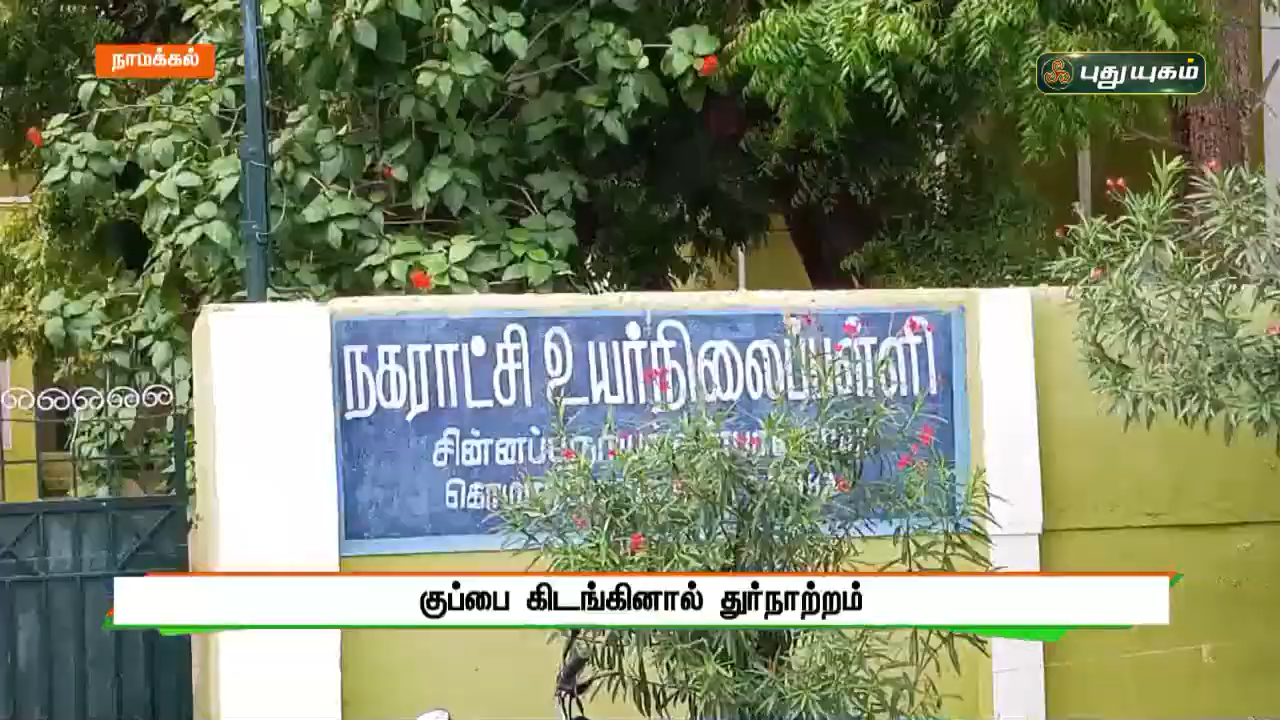 நாமக்கல்
புதுயுகம்
நகராட்சி உயர்நிலைப்பள்ளி
குப்பை கிடங்கினால் துர்நாற்றம்